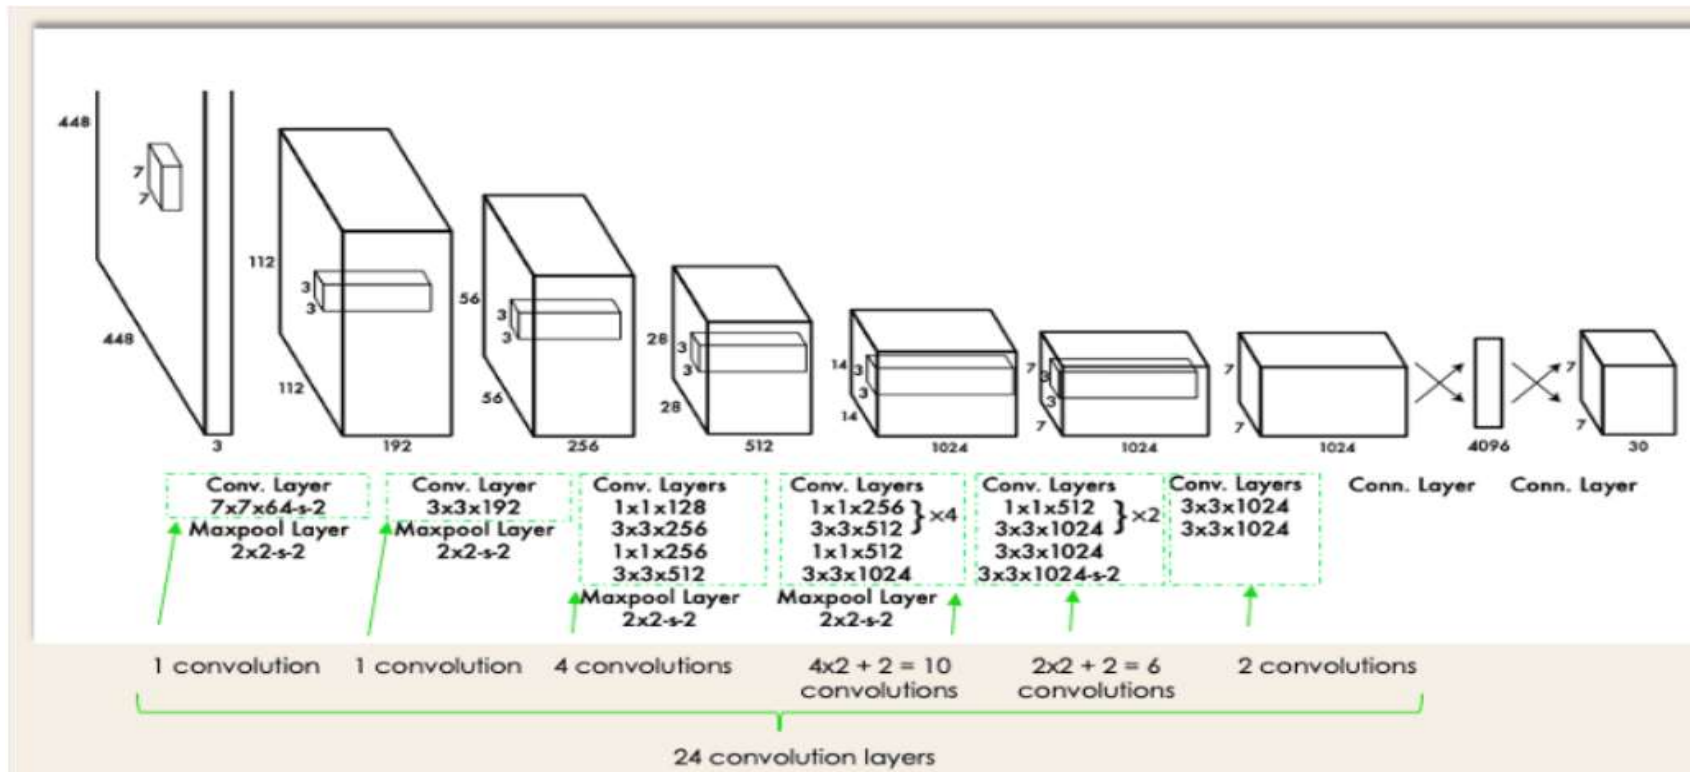 448
7
7
448
3
112
3
3
112
192
56
3
3
56
256
28
3
3
28
512
14
3
3
14
1024
7
3
3
7
1024
7
7
1024
4096
7
7
30
Conv. Layer
7x7x64-s-2
Maxpool Layer
2x2-s-2
Conv. Layer
3x3x192
Maxpool Layer
2x2-s-2
Conv. Layers
1x1x128
3x3x256
1x1x256
3x3x512
Maxpool Layer
2x2-s-2
Conv. Layers
1x1x256
3x3x512 } ×4
1x1x512
3x3x1024
Maxpool Layer
2x2-s-2
Conv. Layers
1x1x512
3x3x1024 } ×2
3x3x1024
3x3x1024-s-2
Conv. Layers
3x3x1024
3x3x1024
Conn. Layer
Conn. Layer
1 convolution
1 convolution
4 convolutions
4x2 + 2 = 10
convolutions
2x2 + 2 = 6
convolutions
2 convolutions
24 convolution layers